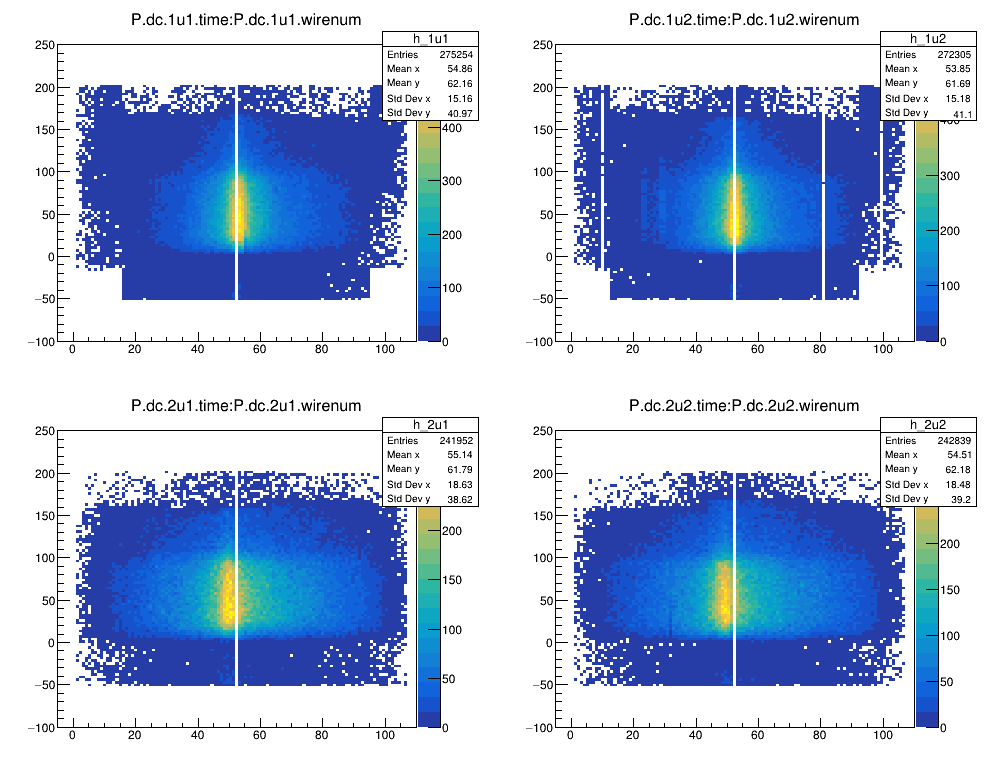 P.dc.1u1.time:P.dc.1u1.wirenum
h_1u1
Entries 275254
Mean x 54.86
Mean y 62.16
Std Dev x 15.16
Std Dev y 40.97
250
200
150
100
50
0
−50
−100
0 20 40 60 80 100
400
300
200
100
0
P.dc.1u2.time:P.dc.1u2.wirenum
h_1u2
Entries 272305
Mean x 53.85
Mean y 61.69
Std Dev x 15.18
Std Dev y 41.1
250
200
150
100
50
0
−50
−100
0 20 40 60 80 100
400
300
200
100
0
P.dc.2u1.time:P.dc.2u1.wirenum
h_2u1
Entries 241952
Mean x 55.14
Mean y 61.79
Std Dev x 18.63
Std Dev y 38.62
250
200
150
100
50
0
−50
−100
0 20 40 60 80 100
200
150
100
50
0
P.dc.2u2.time:P.dc.2u2.wirenum
h_2u2
Entries 242839
Mean x 54.51
Mean y 62.18
Std Dev x 18.48
Std Dev y 39.2
250
200
150
100
50
0
−50
−100
0 20 40 60 80 100
200
150
100
50
0